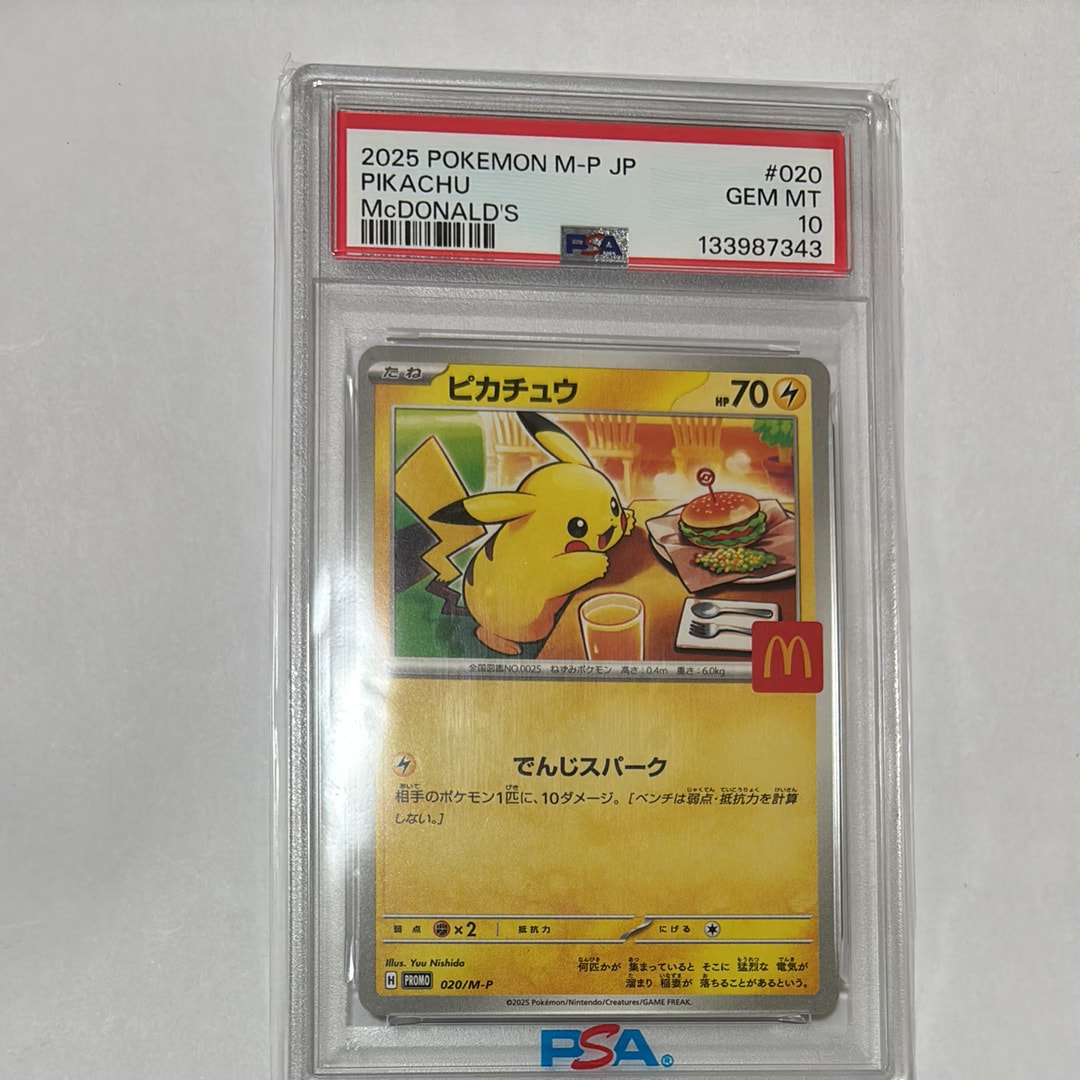 2025 POKEMON M-P JP #020
PIKACHU GEM MT
McDONALD'S 10
PSA 133987343
たね ピカチュウ HP70
全国図鑑NO.0025 ねずみポケモン 高さ:0.4m 重さ:6.0kg
でんじスパーク
相手のポケモン1匹に、10ダメージ。[ベンチは弱点・抵抗力を計算
しない。]
弱点 ×2 抵抗力 にげる
Illus. Yuu Nishida
何匹かが 集まっていると そこに 猛烈な 電気が
溜まり 稲妻が 落ちることがあるという。
H PROMO 020/M-P
©2025 Pokémon/Nintendo/Creatures/GAME FREAK.
PSA®